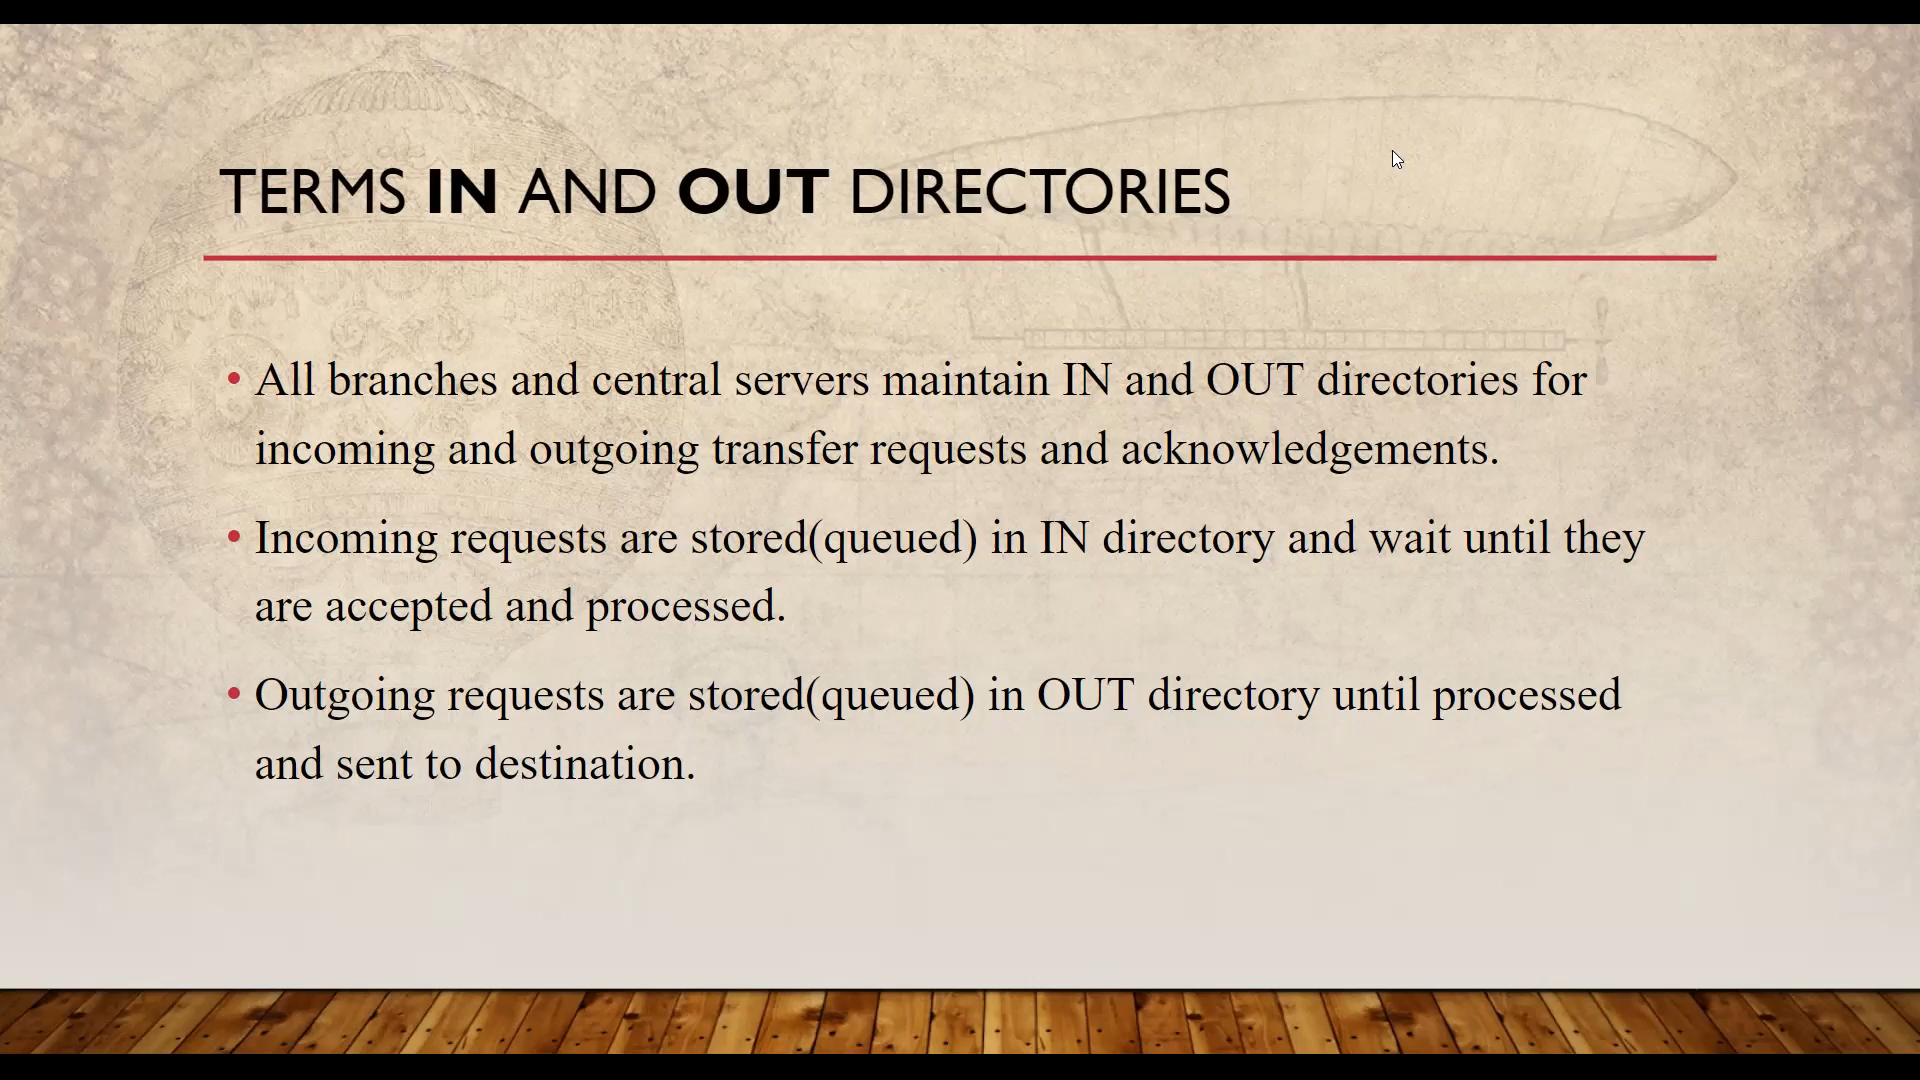 TERMS IN AND OUT DIRECTORIES
• All branches and central servers maintain IN and OUT directories for
incoming and outgoing transfer requests and acknowledgements.
• Incoming requests are stored(queued) in IN directory and wait until they
are accepted and processed.
• Outgoing requests are stored(queued) in OUT directory until processed
and sent to destination.